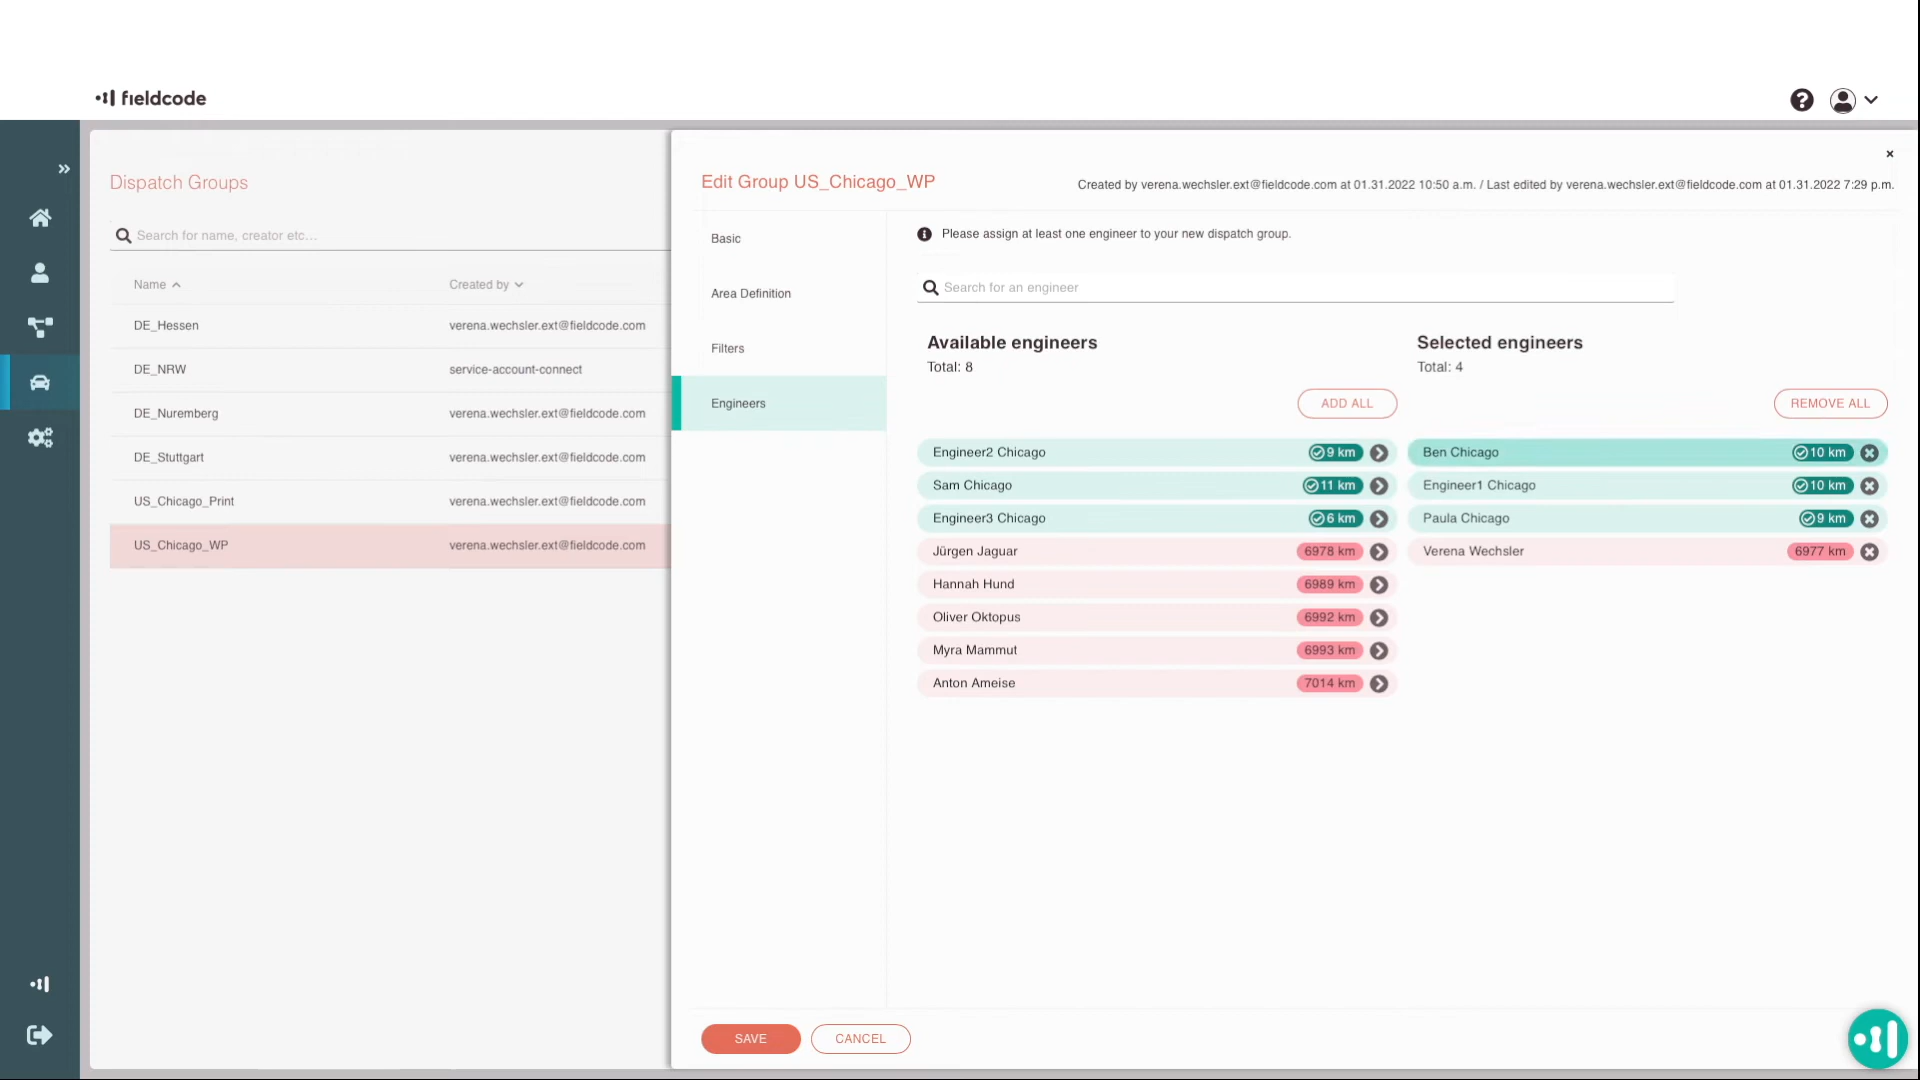 fieldcode
Dispatch Groups
Search for name, creator etc...
Name Created by
DE_Hessen verena.wechsler.ext@fieldcode.com
DE_NRW service-account-connect
DE_Nuremberg verena.wechsler.ext@fieldcode.com
DE_Stuttgart verena.wechsler.ext@fieldcode.com
US_Chicago_Print verena.wechsler.ext@fieldcode.com
US_Chicago_WP verena.wechsler.ext@fieldcode.com
Edit Group US_Chicago_WP
Created by verena.wechsler.ext@fieldcode.com at 01.31.2022 10:50 a.m. / Last edited by verena.wechsler.ext@fieldcode.com at 01.31.2022 7:29 p.m.
Basic
Area Definition
Filters
Engineers
Please assign at least one engineer to your new dispatch group.
Search for an engineer
Available engineers
Total: 8
ADD ALL
Engineer2 Chicago 9 km
Sam Chicago 11 km
Engineer3 Chicago 6 km
Jürgen Jaguar 6978 km
Hannah Hund 6989 km
Oliver Oktopus 6992 km
Myra Mammut 6993 km
Anton Ameise 7014 km
Selected engineers
Total: 4
REMOVE ALL
Ben Chicago 10 km
Engineer1 Chicago 10 km
Paula Chicago 9 km
Verena Wechsler 6977 km
SAVE CANCEL